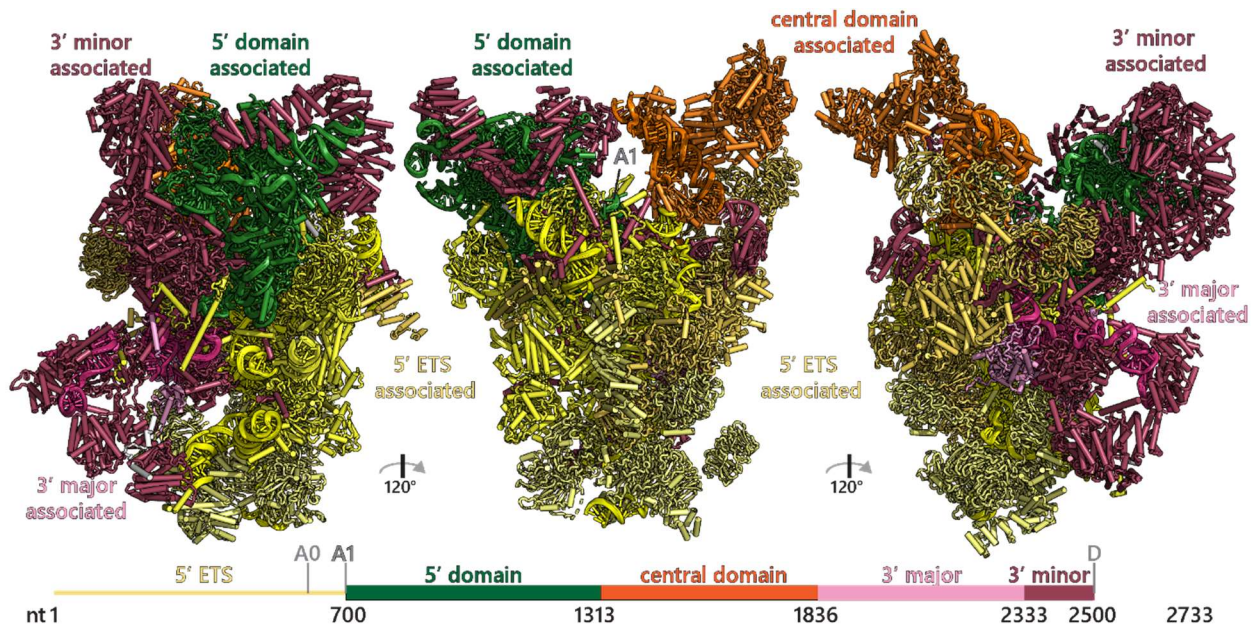 central domain
associated
3′ minor
associated
5′ domain
associated
5′ domain
associated
3′ minor
associated
A1
3′ major
associated
5′ ETS
associated
5′ ETS
associated
3′ major
associated
120°
120°
A0 A1 D
5′ ETS 5′ domain central domain 3′ major 3′ minor
nt 1 700 1313 1836 2333 2500 2733